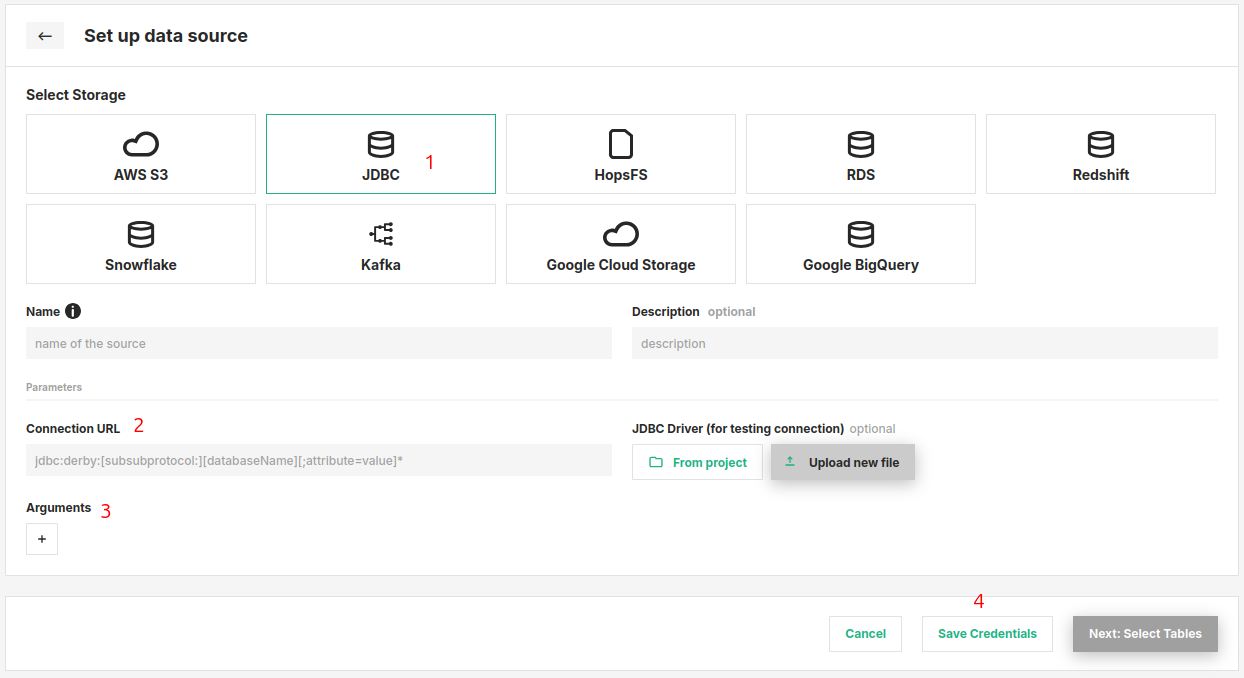 Set up data source
Select Storage
AWS S3
JDBC
1
HopsFS
RDS
Redshift
Snowflake
Kafka
Google Cloud Storage
Google BigQuery
Name
Description optional
name of the source
description
Parameters
Connection URL 2
JDBC Driver (for testing connection) optional
jdbc:derby:[subsubprotocol:][databaseName][;attribute=value]*
From project
Upload new file
Arguments 3
+
4
Cancel
Save Credentials
Next: Select Tables